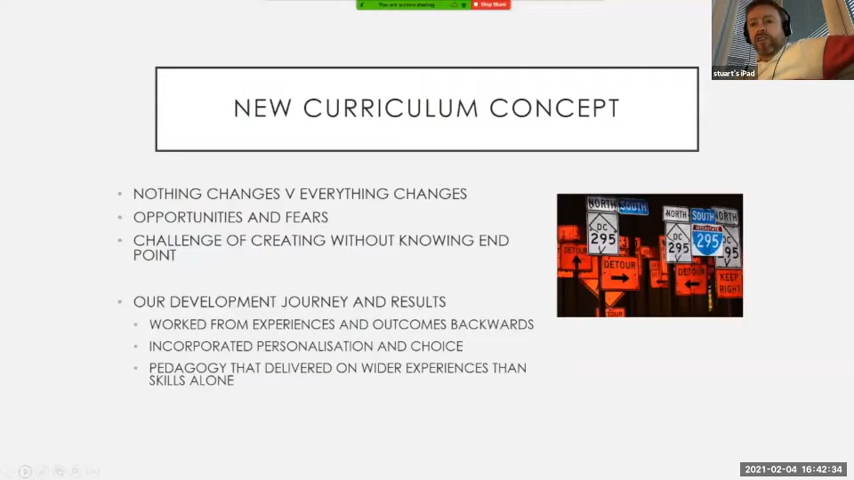 You are screen sharing
Stop Share
stuart's iPad
NEW CURRICULUM CONCEPT
• NOTHING CHANGES V EVERYTHING CHANGES
• OPPORTUNITIES AND FEARS
• CHALLENGE OF CREATING WITHOUT KNOWING END
POINT
• OUR DEVELOPMENT JOURNEY AND RESULTS
• WORKED FROM EXPERIENCES AND OUTCOMES BACKWARDS
• INCORPORATED PERSONALISATION AND CHOICE
• PEDAGOGY THAT DELIVERED ON WIDER EXPERIENCES THAN
SKILLS ALONE
NORTH SOUTH
NORTH SOUTH NORTH
DC
295
DC
295
295
95
DETOUR
DETOUR
DETOUR
KEEP
RIGHT
2021-02-04 16:42:34